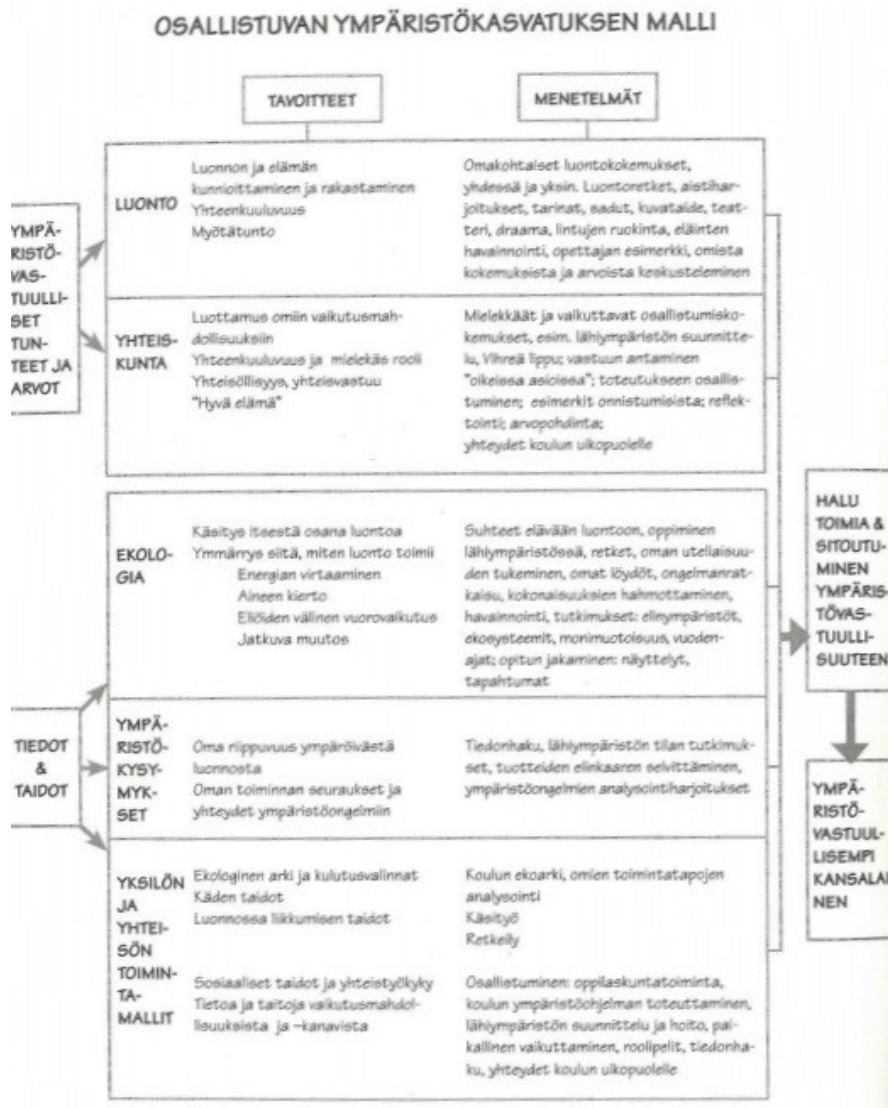 OSALLISTUVAN YMPÄRISTÖKASVATUKSEN MALLI
TAVOITTEET
MENETELMÄT
YMPÄ-
RISTÖ-
VAS-
TUULLI-
SET
TUN-
TEET JA
ARVOT
LUONTO
Luonnon ja elämän
kunnioittaminen ja rakastaminen
Yhteenkuuluvuus
Myötätunto
Omakohtaiset luontokokemukset,
yhdessä ja yksin. Luontoretket, aistihar-
joitukset, tarinat, sadut, kuvataide, teat-
teri, draama, lintujen ruokinta, eläinten
havainnointi, opettajan esimerkki, omista
kokemuksista ja arvoista keskusteleminen
YHTEIS-
KUNTA
Luottamus omiin vaikutusmah-
dollisuuksiin
Yhteenkuuluvuus ja mielekäs rooli
Yhteisöllisyys, yhteisvastuu
"Hyvä elämä"
Mielekkäät ja vaikuttavat osallistumisko-
kemukset, esim. lähiympäristön suunnitte-
lu, Vihreä lippu; vastuun antaminen
"oikeissa asioissa"; toteutukseen osallis-
tuminen; esimerkit onnistumisista; reflek-
tointi; arvopohdinta;
yhteydet koulun ulkopuolelle
TIEDOT
&
TAIDOT
EKOLO-
GIA
Käsitys itsestä osana luontoa
Ymmärrys siitä, miten luonto toimii
Energian virtaaminen
Aineen kierto
Eliöiden välinen vuorovaikutus
Jatkuva muutos
Suhteet elävään luontoon, oppiminen
lähiympäristössä, retket, oman uteliaisuu-
den tukeminen, omat löydöt, ongelmanrat-
kaisu, kokonaisuuksien hahmottaminen,
havainnointi, tutkimukset: elinympäristöt,
ekosysteemit, monimuotoisuus, vuoden-
ajat; opitun jakaminen: näyttelyt,
tapahtumat
YMPÄ-
RISTÖ-
KYSY-
MYK-
SET
Oma riippuvuus ympäröivästä
luonnosta
Oman toiminnan seuraukset ja
yhteydet ympäristöongelmiin
Tiedonhaku, lähiympäristön tilan tutkimuk-
set, tuotteiden elinkaaren selvittäminen,
ympäristöongelmien analysointiharjoitukset
YKSILÖN
JA
YHTEI-
SÖN
TOIMIN-
TA-
MALLIT
Ekologinen arki ja kulutusvalinnat
Käden taidot
Luonnossa liikkumisen taidot
Koulun ekoarki, omien toimintatapojen
analysointi
Käsityö
Retkeily
Sosiaaliset taidot ja yhteistyökyky
Tietoa ja taitoja vaikutusmahdol-
lisuuksista ja –kanavista
Osallistuminen: oppilaskuntatoiminta,
koulun ympäristöohjelman toteuttaminen,
lähiympäristön suunnittelu ja hoito, pai-
kallinen vaikuttaminen, roolipelit, tiedonha-
ku, yhteydet koulun ulkopuolelle
HALU
TOIMIA &
SITOUTU-
MINEN
YMPÄRIS-
TÖVAS-
TUULLI-
SUUTEEN
YMPÄ-
RISTÖ-
VASTUUL-
LISEMPI
KANSALAI
NEN